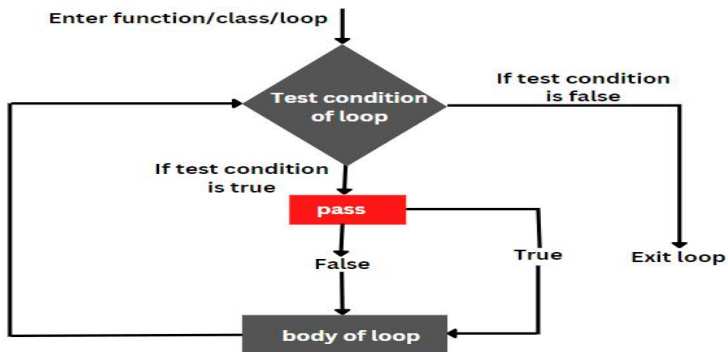 Enter function/class/loop
Test condition
of loop
If test condition
is false
If test condition
is true
pass
False
True
Exit loop
body of loop